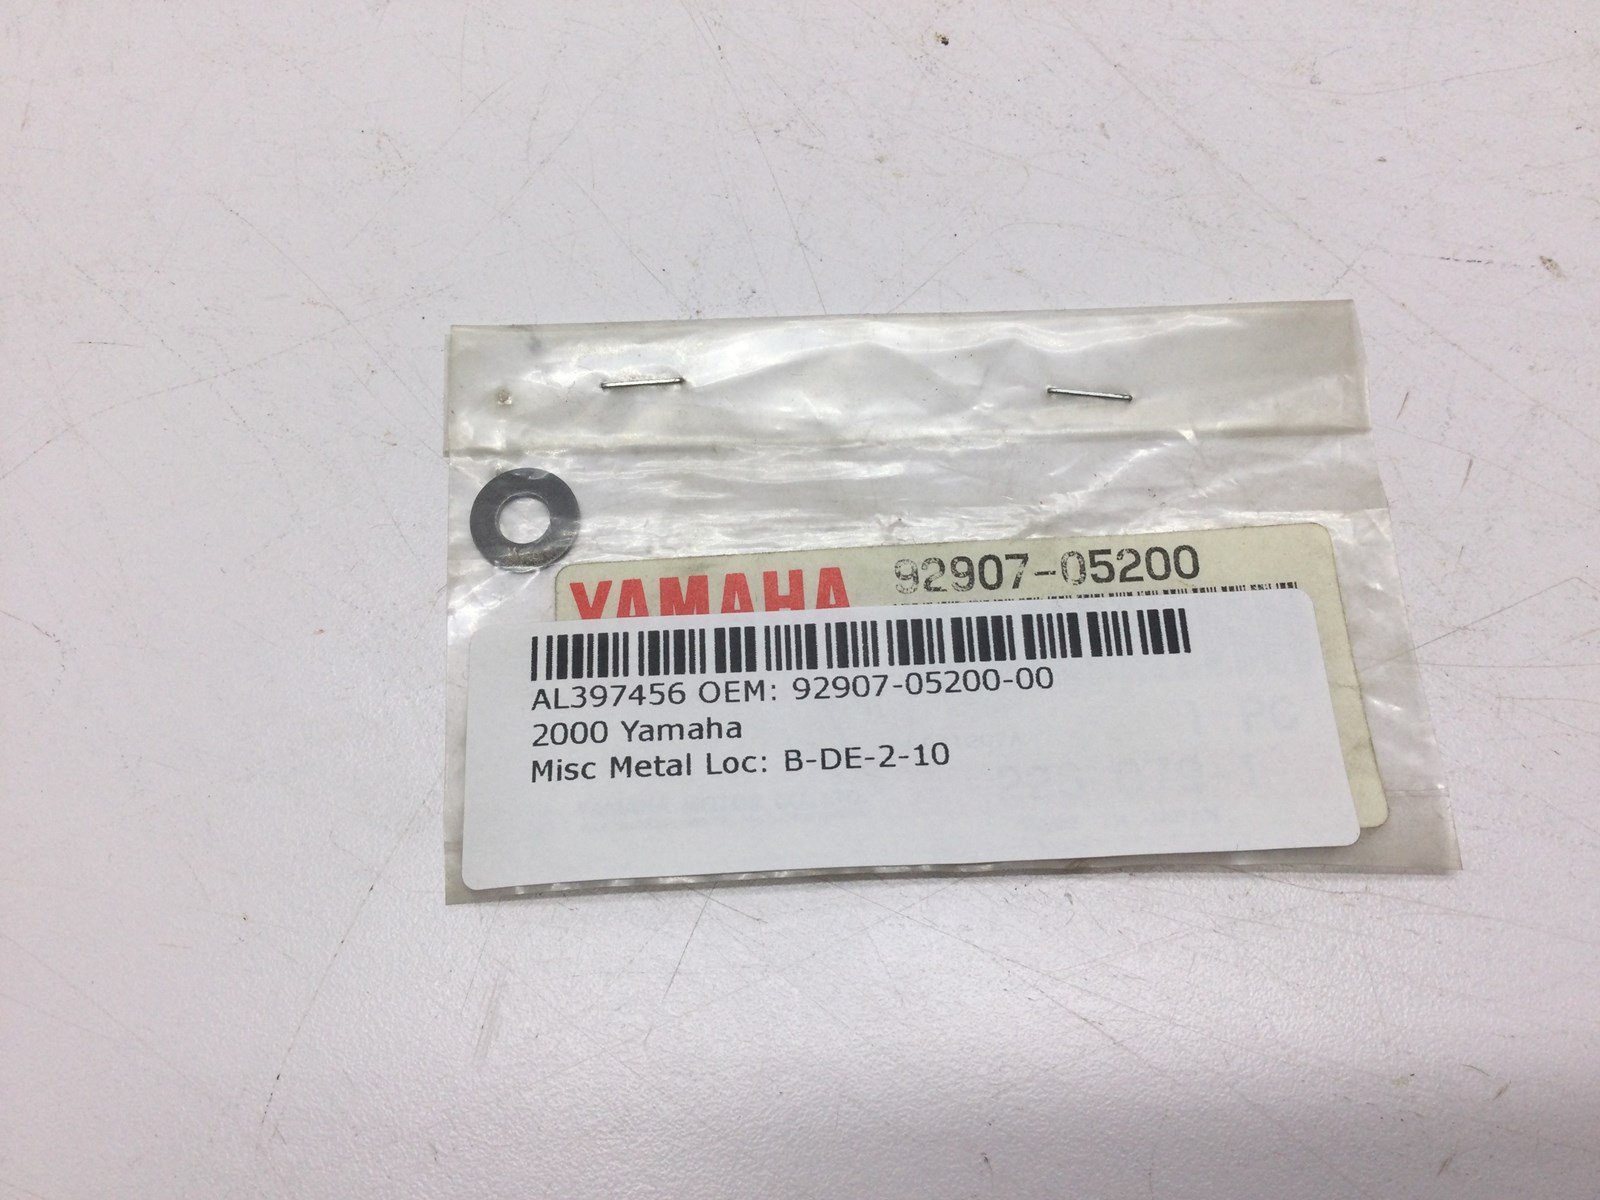 YAMAHA 92907-05200
AL397456 OEM: 92907-05200-00
2000 Yamaha
Misc Metal Loc: B-DE-2-10